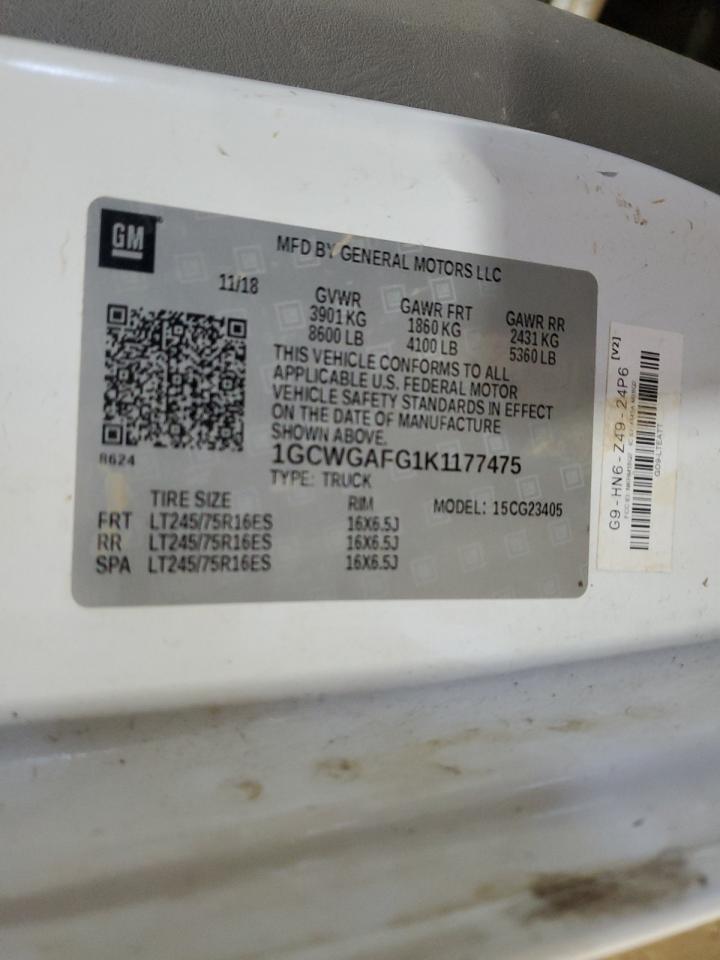 GM
MFD BY GENERAL MOTORS LLC
11/18
GVWR GAWR FRT GAWR RR
3901 KG 1860 KG 2431 KG
8600 LB 4100 LB 5360 LB
THIS VEHICLE CONFORMS TO ALL
APPLICABLE U.S. FEDERAL MOTOR
VEHICLE SAFETY STANDARDS IN EFFECT
ON THE DATE OF MANUFACTURE
SHOWN ABOVE.
8624
1GCWGAFG1K1177475
TYPE: TRUCK
TIRE SIZE RIM MODEL: 15CG23405
FRT LT245/75R16ES 16X6.5J
RR LT245/75R16ES 16X6.5J
SPA LT245/75R16ES 16X6.5J
G9-HN6-Z49-24P6 [V2]
GD9-LTEATT